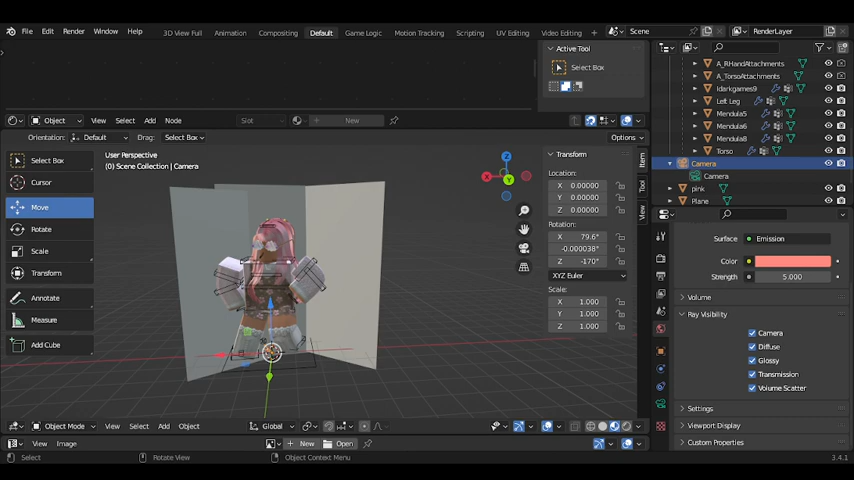 File Edit Render Window Help 3D View Full Animation Compositing Default Game Logic Motion Tracking Scripting UV Editing Video Editing + Scene RenderLayer
Active Tool
Select Box
A_RHandAttachments
A_TorsoAttachments
Idarkgames9
Left Leg
Mendula5
Mendula6
Mendula8
Torso
Camera
Camera
pink
Plane
Object View Select Add Node Slot New
Orientation: Default Drag: Select Box Options
User Perspective
(0) Scene Collection | Camera
Select Box
Cursor
Move
Rotate
Scale
Transform
Annotate
Measure
Add Cube
Z
X
Y
Transform
Location:
X 0.00000
Y 0.00000
Z 0.00000
Rotation:
X 79.6°
-0.000038°
Z -170°
XYZ Euler
Scale:
X 1.000
Y 1.000
Z 1.000
Item
Tool
View
Surface Emission
Color
Strength 5.000
Volume
Ray Visibility
Camera
Diffuse
Glossy
Transmission
Volume Scatter
Settings
Viewport Display
Custom Properties
Object Mode View Select Add Object Global
View Image New Open
Select Rotate View Object Context Menu 3.4.1